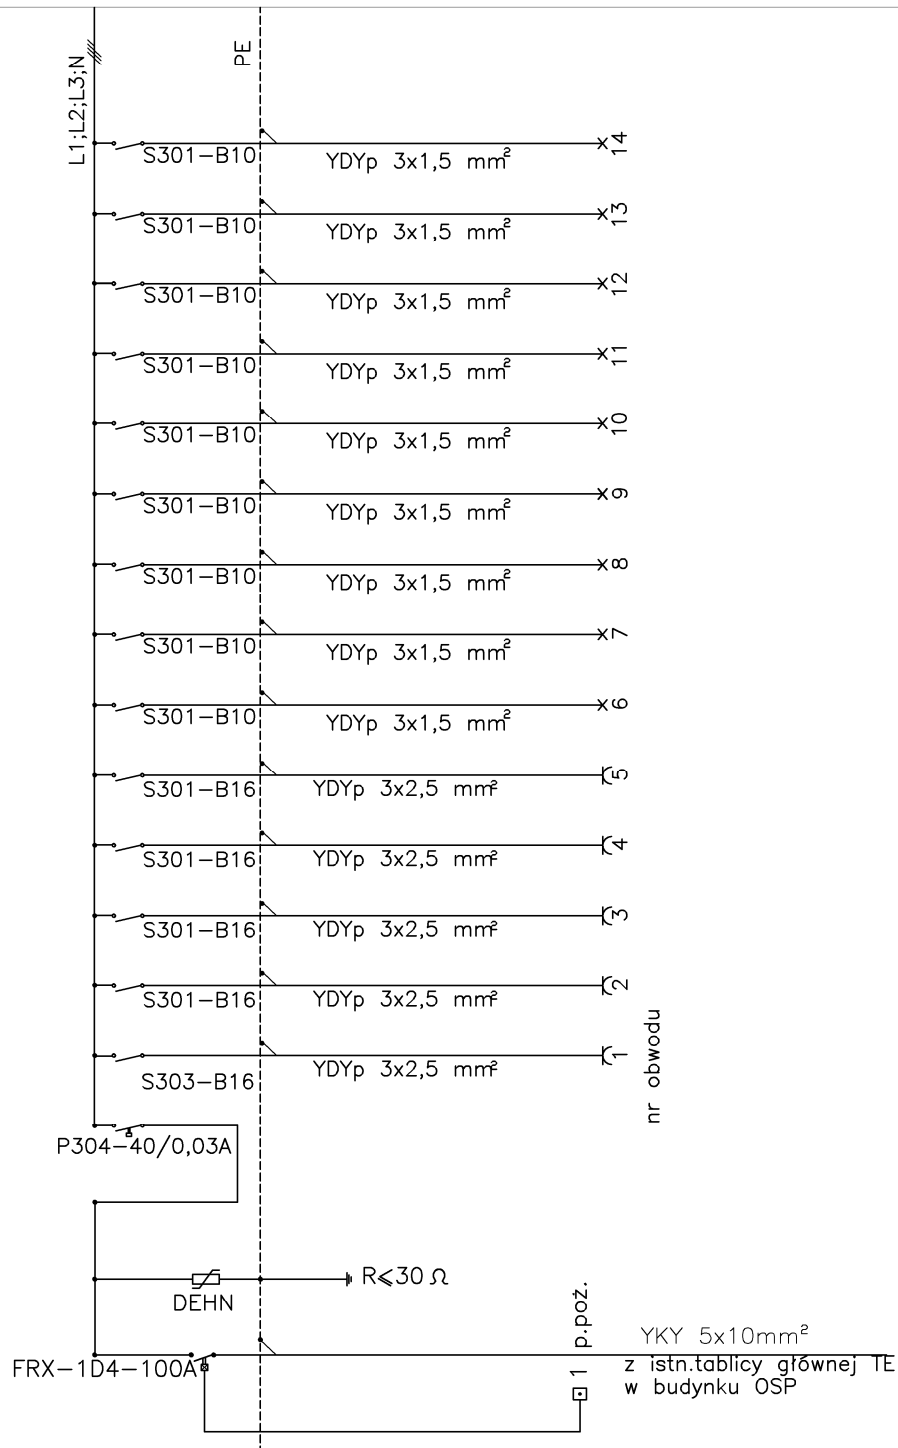 L1;L2;L3;N
PE
S301-B10 YDYp 3x1,5 mm² 14
S301-B10 YDYp 3x1,5 mm² 13
S301-B10 YDYp 3x1,5 mm² 12
S301-B10 YDYp 3x1,5 mm² 11
S301-B10 YDYp 3x1,5 mm² 10
S301-B10 YDYp 3x1,5 mm² 9
S301-B10 YDYp 3x1,5 mm² 8
S301-B10 YDYp 3x1,5 mm² 7
S301-B10 YDYp 3x1,5 mm² 6
S301-B16 YDYp 3x2,5 mm² 5
S301-B16 YDYp 3x2,5 mm² 4
S301-B16 YDYp 3x2,5 mm² 3
S301-B16 YDYp 3x2,5 mm² 2
S303-B16 YDYp 3x2,5 mm² 1
nr obwodu
P304-40/0,03A
R≤30 Ω
DEHN
1 p.poż.
YKY 5x10mm²
FRX-1D4-100A
z istn.tablicy głównej TE
w budynku OSP